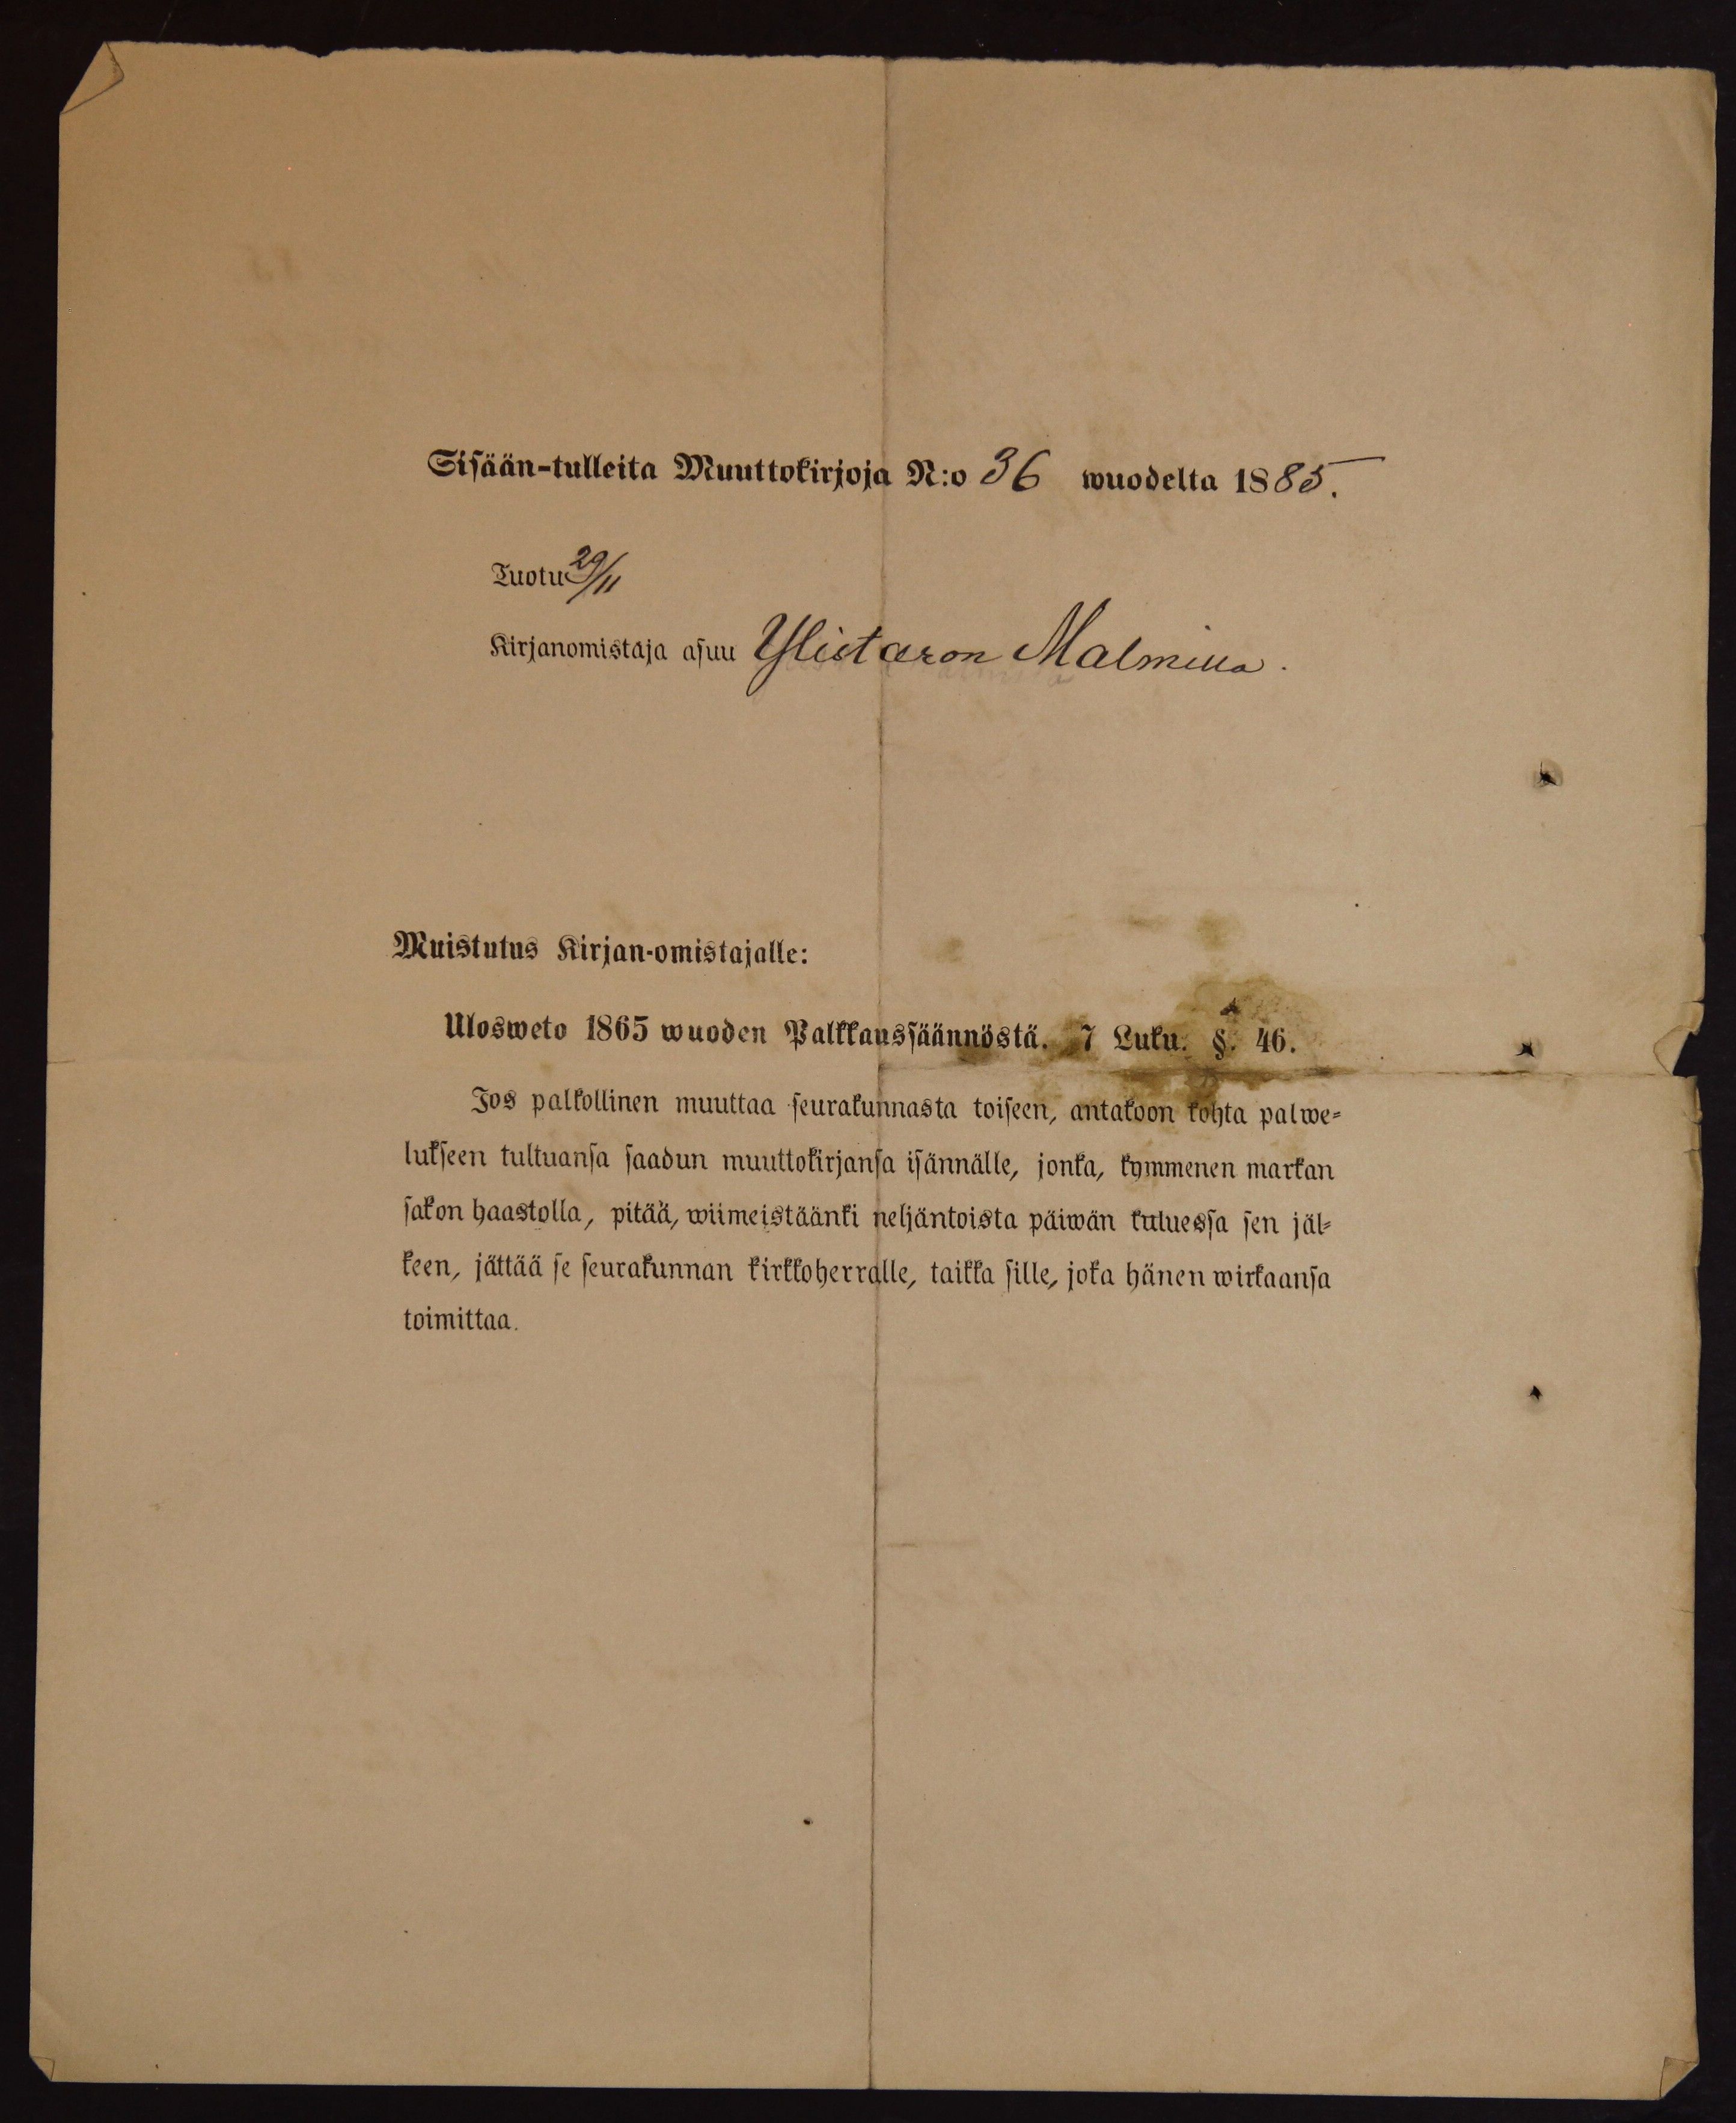 Sisään-tulleita Muuttokirjoja N:o 36 wuodelta 1885.
Tuotu 29/11
Kirjanomistaja asuu Ylistaron Malmilla.
Muistutus Kirjan-omistajalle:
Ulosweto 1865 wuoden Palkkaussäännöstä. 7 Luku. §. 46.
Jos palkollinen muuttaa seurakunnasta toiseen, antakoon kohta palwe-
lukseen tultuansa saadun muuttokirjansa isännälle, jonka, kymmenen markan
sakon haastolla, pitää, wiimeistäänki neljäntoista päiwän kuluessa sen jäl-
keen, jättää se seurakunnan kirkkoherralle, taikka sille, joka hänen wirkaansa
toimittaa.